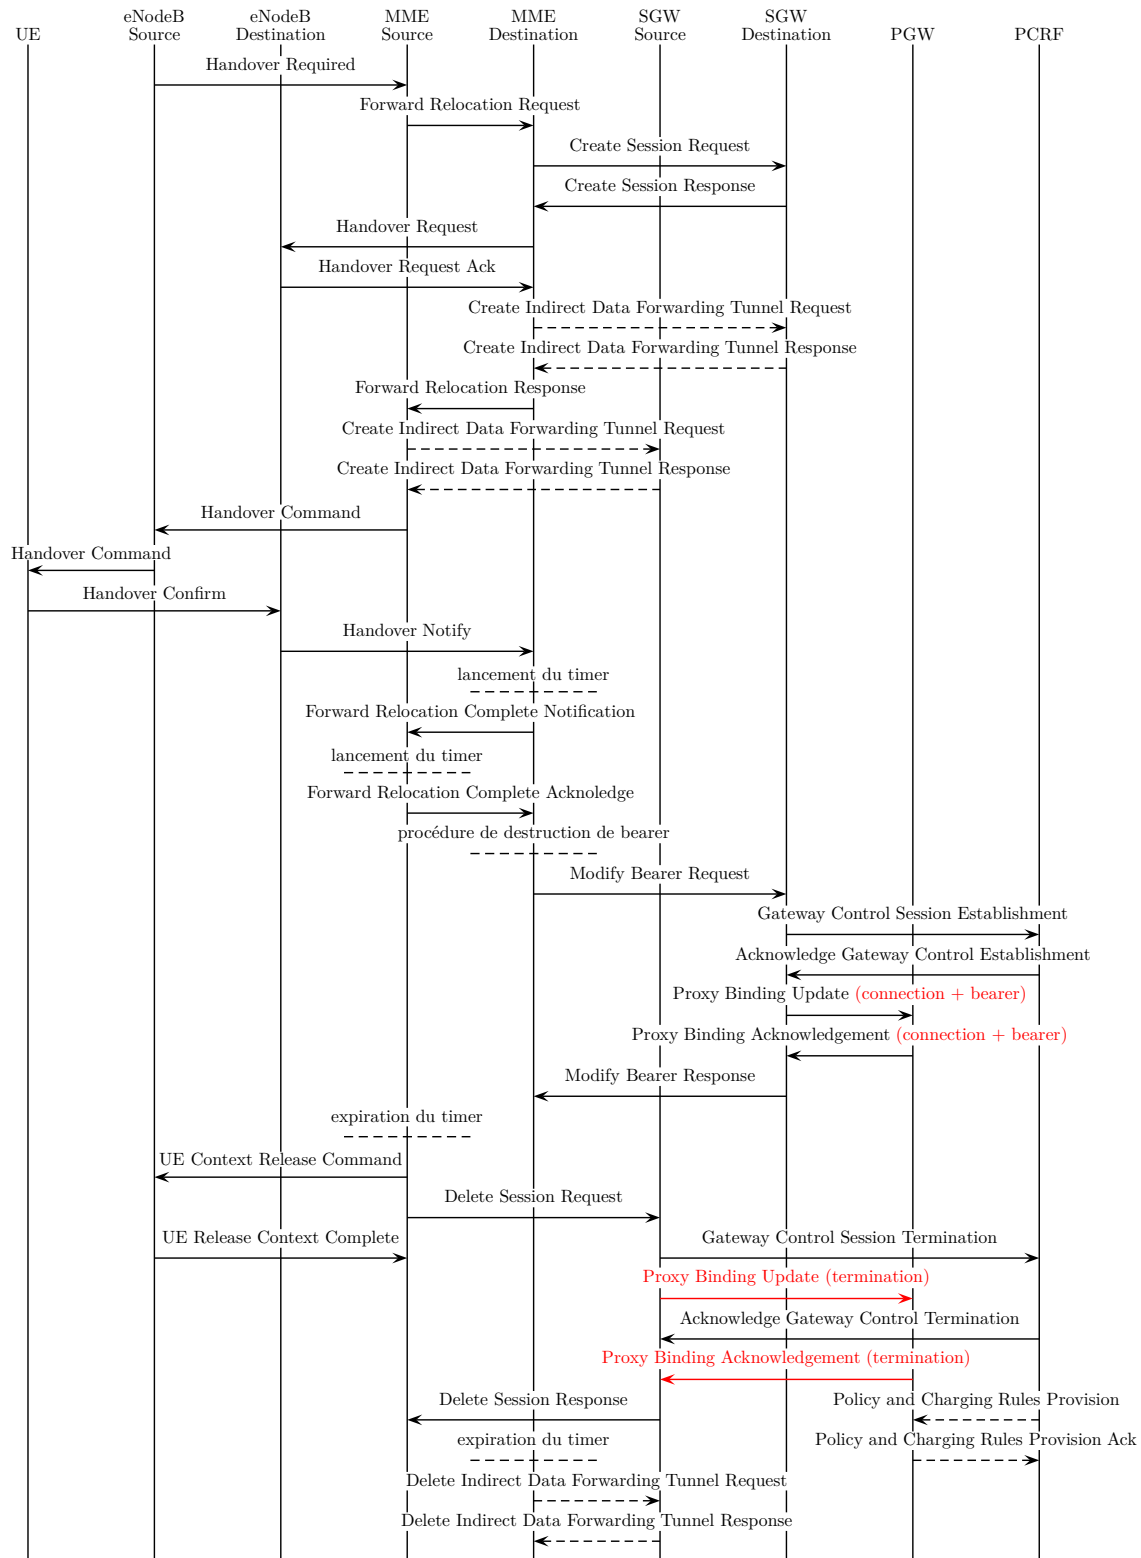 eNodeB eNodeB MME MME SGW SGW
UE Source Destination Source Destination Source Destination PGW PCRF
Handover Required
Forward Relocation Request
Create Session Request
Create Session Response
Handover Request
Handover Request Ack
Create Indirect Data Forwarding Tunnel Request
Create Indirect Data Forwarding Tunnel Response
Forward Relocation Response
Create Indirect Data Forwarding Tunnel Request
Create Indirect Data Forwarding Tunnel Response
Handover Command
Handover Command
Handover Confirm
Handover Notify
lancement du timer
Forward Relocation Complete Notification
lancement du timer
Forward Relocation Complete Acknoledge
procédure de destruction de bearer
Modify Bearer Request
Gateway Control Session Establishment
Acknowledge Gateway Control Establishment
Proxy Binding Update (connection + bearer)
Proxy Binding Acknowledgement (connection + bearer)
Modify Bearer Response
expiration du timer
UE Context Release Command
Delete Session Request
UE Release Context Complete Gateway Control Session Termination
Proxy Binding Update (termination)
Acknowledge Gateway Control Termination
Proxy Binding Acknowledgement (termination)
Delete Session Response Policy and Charging Rules Provision
expiration du timer Policy and Charging Rules Provision Ack
Delete Indirect Data Forwarding Tunnel Request
Delete Indirect Data Forwarding Tunnel Response